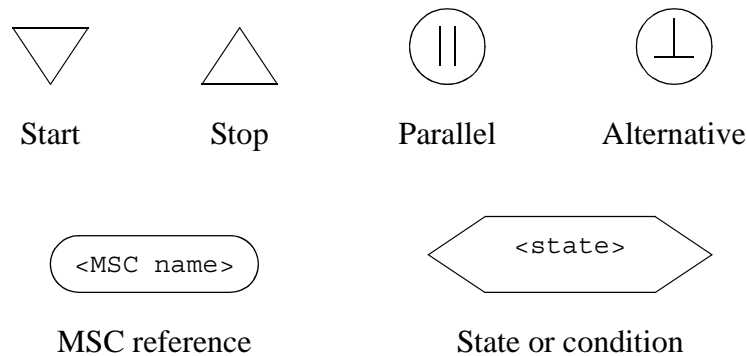 Start Stop Parallel Alternative
<MSC name> <state>
MSC reference State or condition